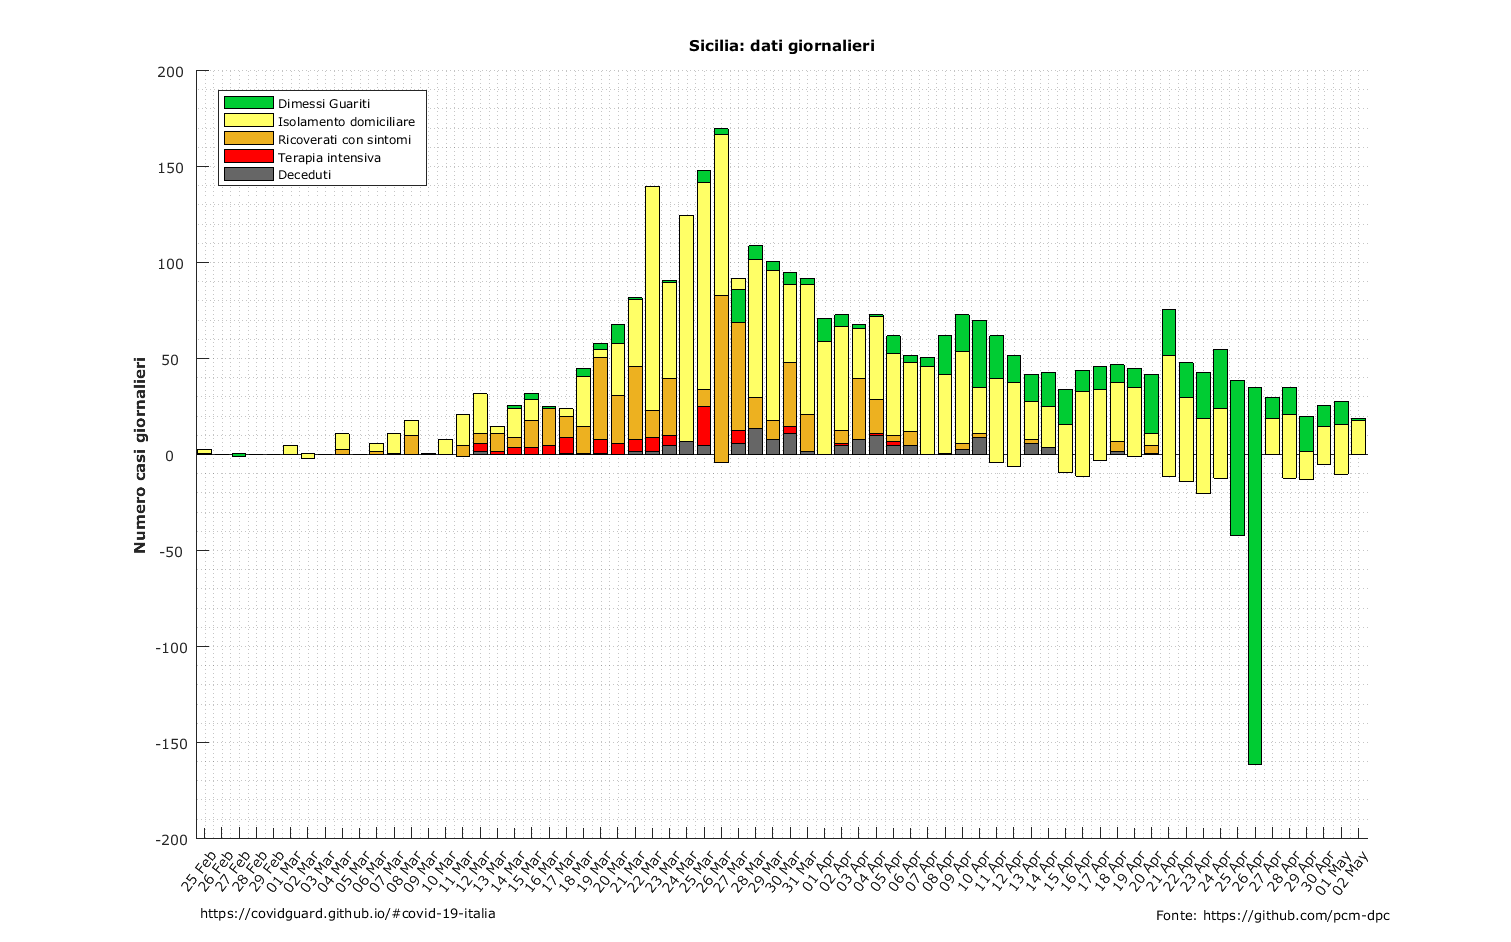 Sicilia: dati giornalieri
200
150
100
50
0
-50
-100
-150
-200
Numero casi giornalieri
Dimessi Guariti
Isolamento domiciliare
Ricoverati con sintomi
Terapia intensiva
Deceduti
25 Feb
26 Feb
27 Feb
28 Feb
29 Feb
01 Mar
02 Mar
03 Mar
04 Mar
05 Mar
06 Mar
07 Mar
08 Mar
09 Mar
10 Mar
11 Mar
12 Mar
13 Mar
14 Mar
15 Mar
16 Mar
17 Mar
18 Mar
19 Mar
20 Mar
21 Mar
22 Mar
23 Mar
24 Mar
25 Mar
26 Mar
27 Mar
28 Mar
29 Mar
30 Mar
31 Mar
01 Apr
02 Apr
03 Apr
04 Apr
05 Apr
06 Apr
07 Apr
08 Apr
09 Apr
10 Apr
11 Apr
12 Apr
13 Apr
14 Apr
15 Apr
16 Apr
17 Apr
18 Apr
19 Apr
20 Apr
21 Apr
22 Apr
23 Apr
24 Apr
25 Apr
26 Apr
27 Apr
28 Apr
29 Apr
30 Apr
01 May
02 May
https://covidguard.github.io/#covid-19-italia
Fonte: https://github.com/pcm-dpc